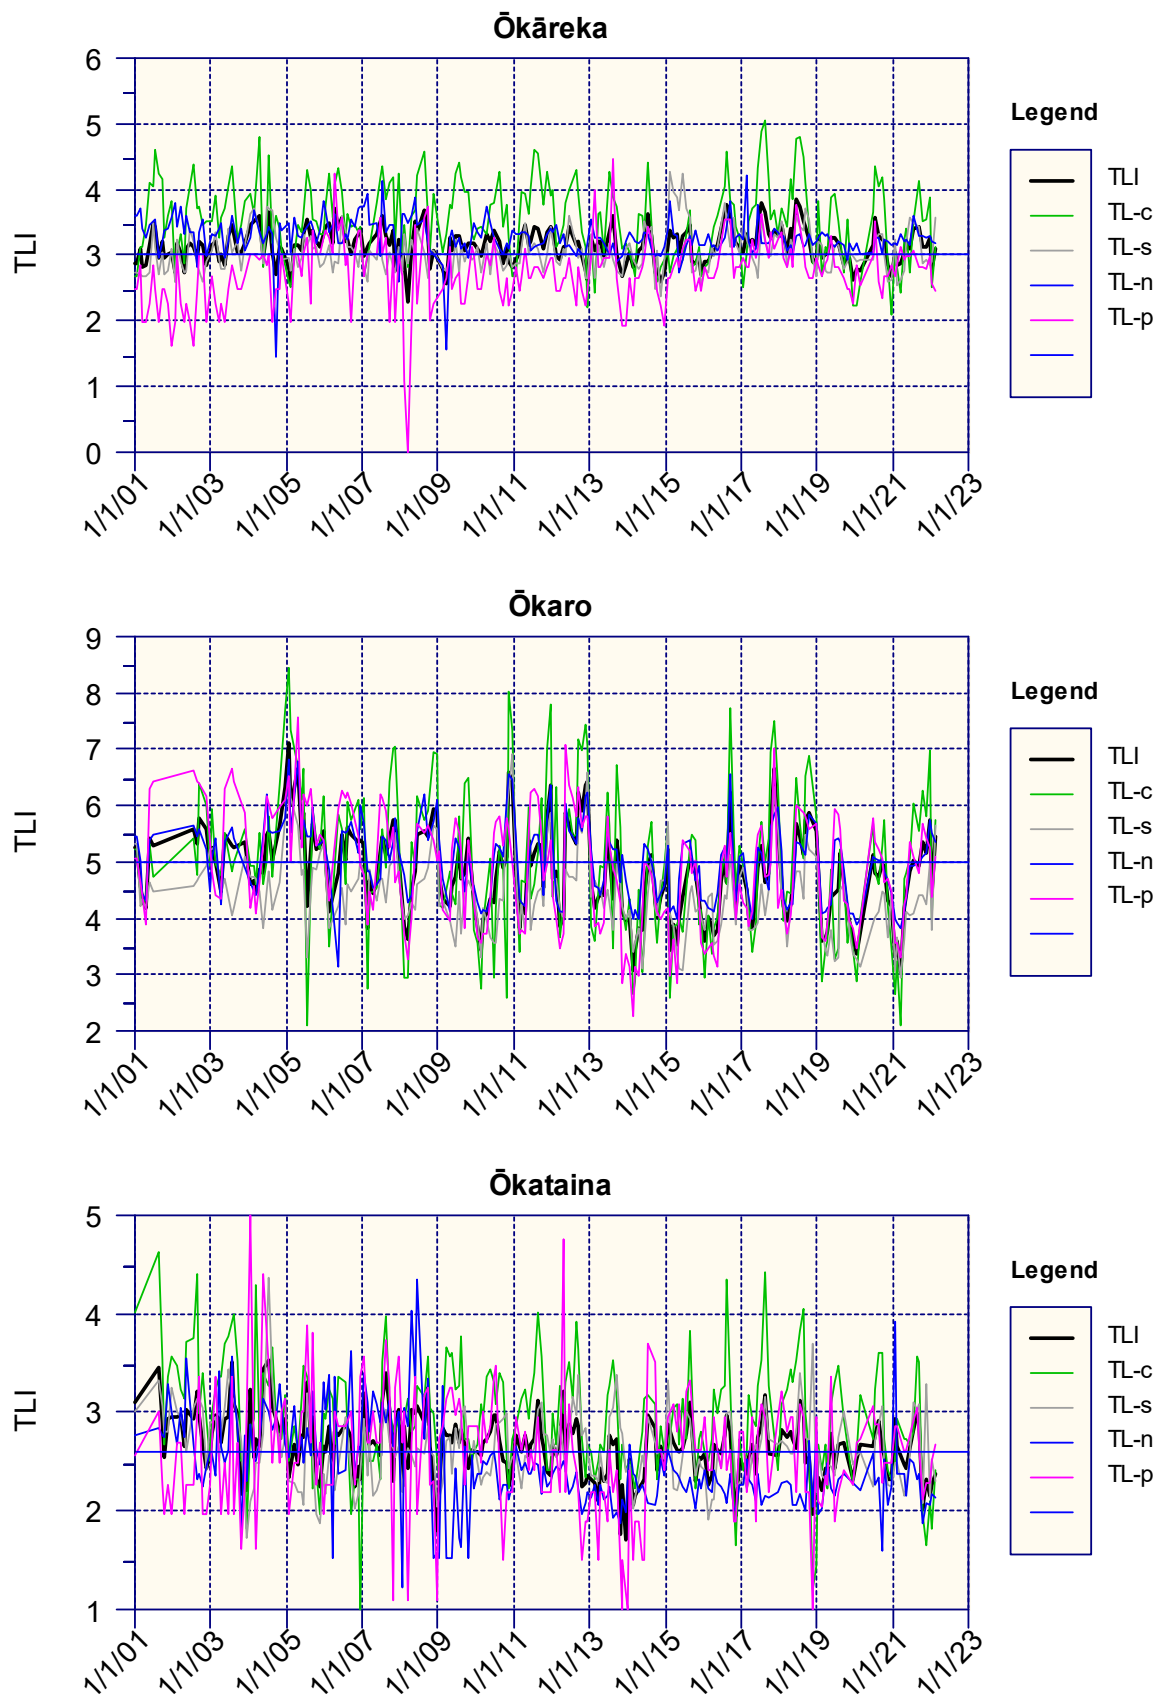 Ōkāreka
6
5
4
3
2
1
0
TLI
1/1/01
1/1/03
1/1/05
1/1/07
1/1/09
1/1/11
1/1/13
1/1/15
1/1/17
1/1/19
1/1/21
1/1/23
Legend
TLI
TL-c
TL-s
TL-n
TL-p
Ōkaro
9
8
7
6
5
4
3
2
TLI
1/1/01
1/1/03
1/1/05
1/1/07
1/1/09
1/1/11
1/1/13
1/1/15
1/1/17
1/1/19
1/1/21
1/1/23
Legend
TLI
TL-c
TL-s
TL-n
TL-p
Ōkataina
5
4
3
2
1
TLI
1/1/01
1/1/03
1/1/05
1/1/07
1/1/09
1/1/11
1/1/13
1/1/15
1/1/17
1/1/19
1/1/21
1/1/23
Legend
TLI
TL-c
TL-s
TL-n
TL-p